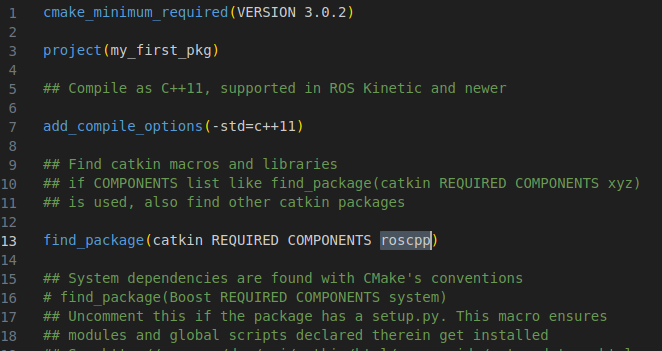 1 cmake_minimum_required(VERSION 3.0.2)
2
3 project(my_first_pkg)
4
5 ## Compile as C++11, supported in ROS Kinetic and newer
6
7 add_compile_options(-std=c++11)
8
9 ## Find catkin macros and libraries
10 ## if COMPONENTS list like find_package(catkin REQUIRED COMPONENTS xyz)
11 ## is used, also find other catkin packages
12
13 find_package(catkin REQUIRED COMPONENTS roscpp)
14
15 ## System dependencies are found with CMake's conventions
16 # find_package(Boost REQUIRED COMPONENTS system)
17 ## Uncomment this if the package has a setup.py. This macro ensures
18 ## modules and global scripts declared therein get installed